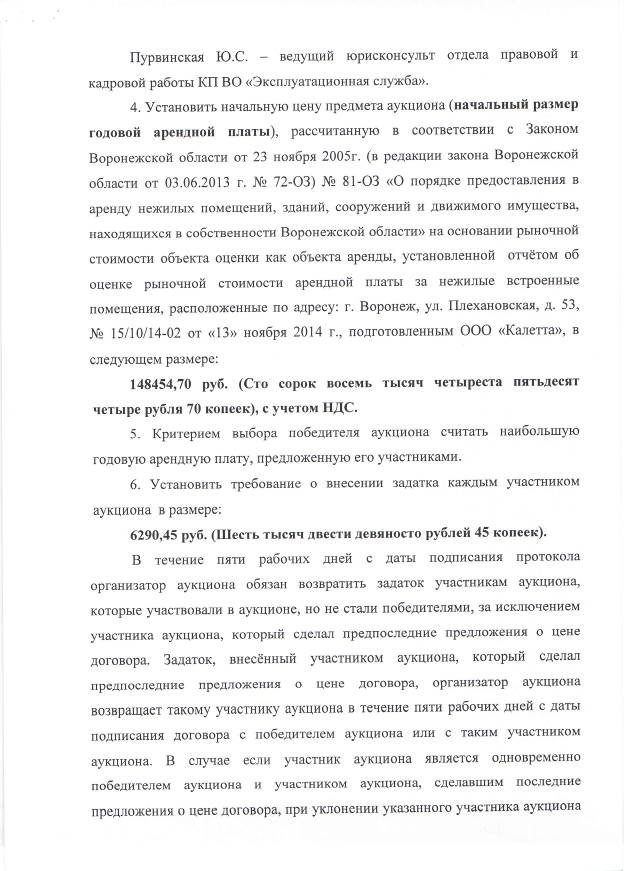 Пурвинская Ю.С. – ведущий юрисконсульт отдела правовой и
кадровой работы КП ВО «Эксплуатационная служба».
4. Установить начальную цену предмета аукциона (начальный размер
годовой арендной платы), рассчитанную в соответствии с Законом
Воронежской области от 23 ноября 2005г. (в редакции закона Воронежской
области от 03.06.2013 г. № 72-ОЗ) № 81-ОЗ «О порядке предоставления в
аренду нежилых помещений, зданий, сооружений и движимого имущества,
находящихся в собственности Воронежской области» на основании рыночной
стоимости объекта оценки как объекта аренды, установленной отчётом об
оценке рыночной стоимости арендной платы за нежилые встроенные
помещения, расположенные по адресу: г. Воронеж, ул. Плехановская, д. 53,
№ 15/10/14-02 от «13» ноября 2014 г., подготовленным ООО «Калетта», в
следующем размере:
148454,70 руб. (Сто сорок восемь тысяч четыреста пятьдесят
четыре рубля 70 копеек), с учетом НДС.
5. Критерием выбора победителя аукциона считать наибольшую
годовую арендную плату, предложенную его участниками.
6. Установить требование о внесении задатка каждым участником
аукциона в размере:
6290,45 руб. (Шесть тысяч двести девяносто рублей 45 копеек).
В течение пяти рабочих дней с даты подписания протокола
организатор аукциона обязан возвратить задаток участникам аукциона,
которые участвовали в аукционе, но не стали победителями, за исключением
участника аукциона, который сделал предпоследние предложения о цене
договора. Задаток, внесённый участником аукциона, который сделал
предпоследние предложения о цене договора, организатор аукциона
возвращает такому участнику аукциона в течение пяти рабочих дней с даты
подписания договора с победителем аукциона или с таким участником
аукциона. В случае если участник аукциона является одновременно
победителем аукциона и участником аукциона, сделавшим последние
предложения о цене договора, при уклонении указанного участника аукциона